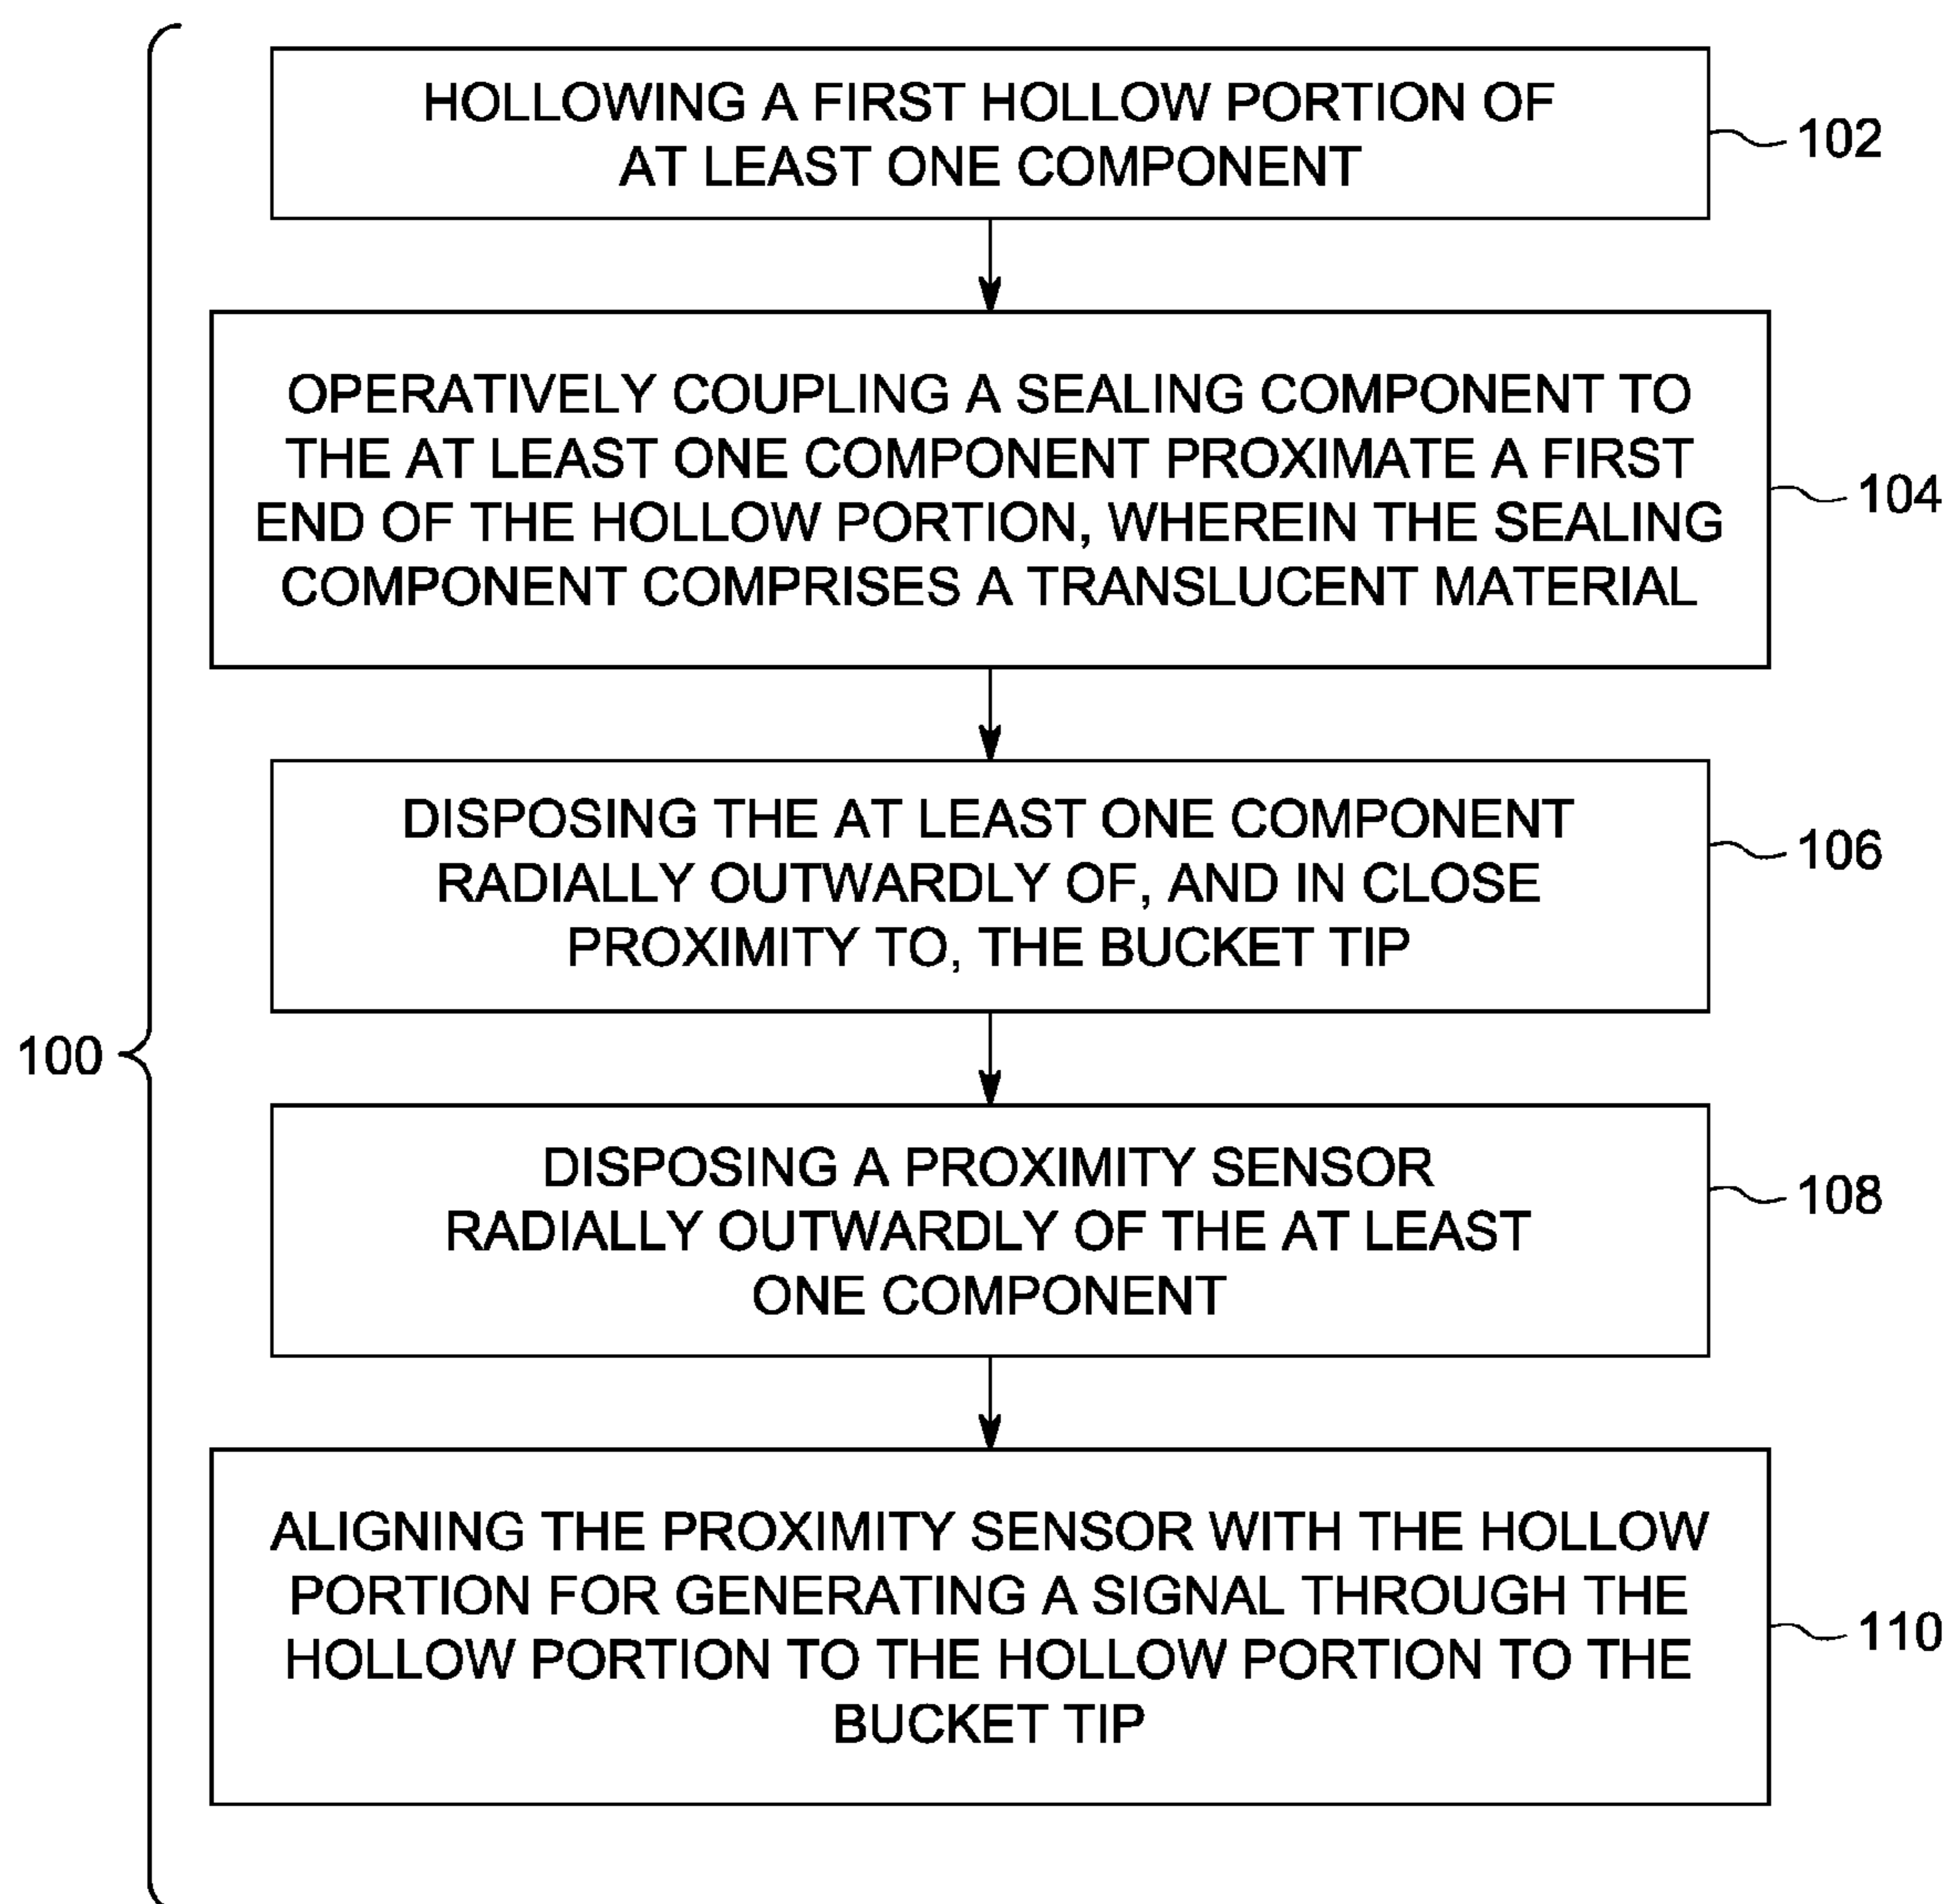 HOLLOWING A FIRST HOLLOW PORTION OF
AT LEAST ONE COMPONENT
102
OPERATIVELY COUPLING A SEALING COMPONENT TO
THE AT LEAST ONE COMPONENT PROXIMATE A FIRST
END OF THE HOLLOW PORTION, WHEREIN THE SEALING
COMPONENT COMPRISES A TRANSLUCENT MATERIAL
104
DISPOSING THE AT LEAST ONE COMPONENT
RADIALLY OUTWARDLY OF, AND IN CLOSE
PROXIMITY TO, THE BUCKET TIP
106
100
DISPOSING A PROXIMITY SENSOR
RADIALLY OUTWARDLY OF THE AT LEAST
ONE COMPONENT
108
ALIGNING THE PROXIMITY SENSOR WITH THE HOLLOW
PORTION FOR GENERATING A SIGNAL THROUGH THE
HOLLOW PORTION TO THE HOLLOW PORTION TO THE
BUCKET TIP
110